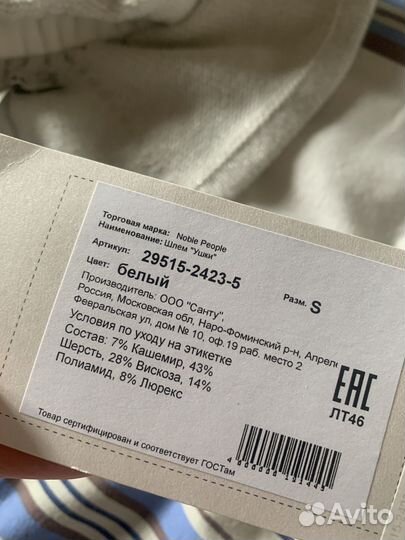 Торговая марка: Noble People
Наименование: Шлем "Ушки"
Артикул: 29515-2423-5
Цвет: белый Разм. S
Производитель: ООО "Санту",
Россия, Московская обл, Наро-Фоминский р-н, Апреле
Февральская ул, дом № 10, оф.19 раб. место 2
Условия по уходу на этикетке
Состав: 7% Кашемир, 43%
Шерсть, 28% Вискоза, 14%
Полиамид, 8% Люрекс
EAC
ЛТ46
Товар сертифицирован и соответствует ГОСТам
Avito